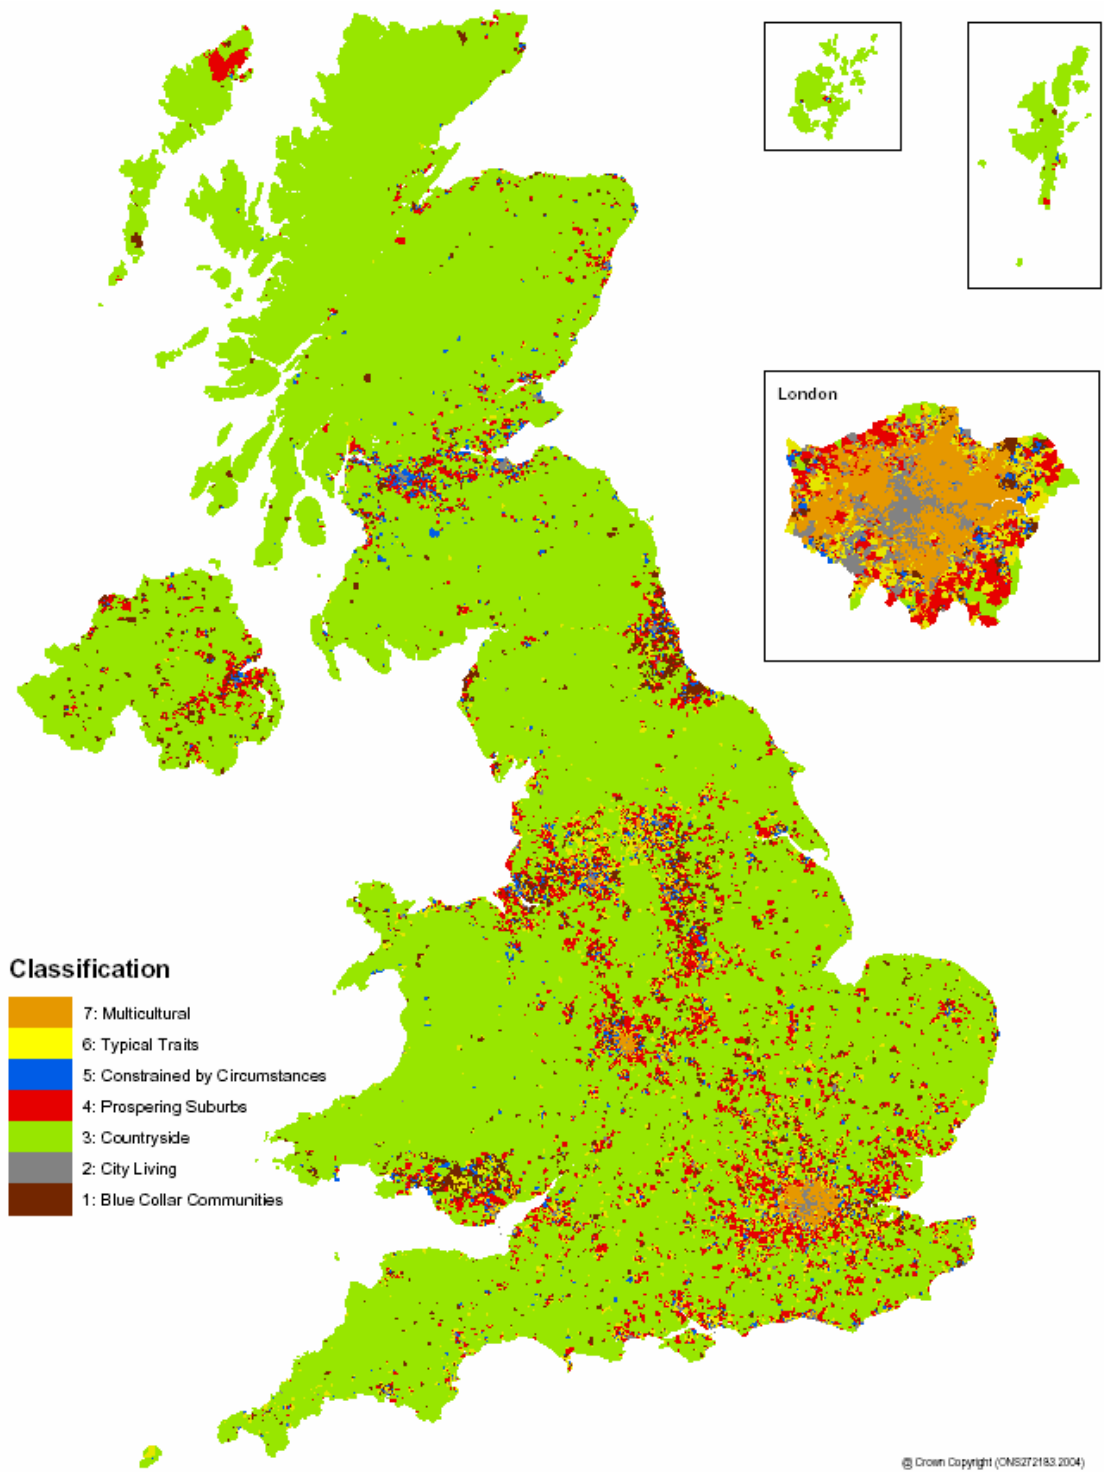 London
Classification
7: Multicultural
6: Typical Traits
5: Constrained by Circumstances
4: Prospering Suburbs
3: Countryside
2: City Living
1: Blue Collar Communities
@ Crown Copyright (ONS272183.2004)